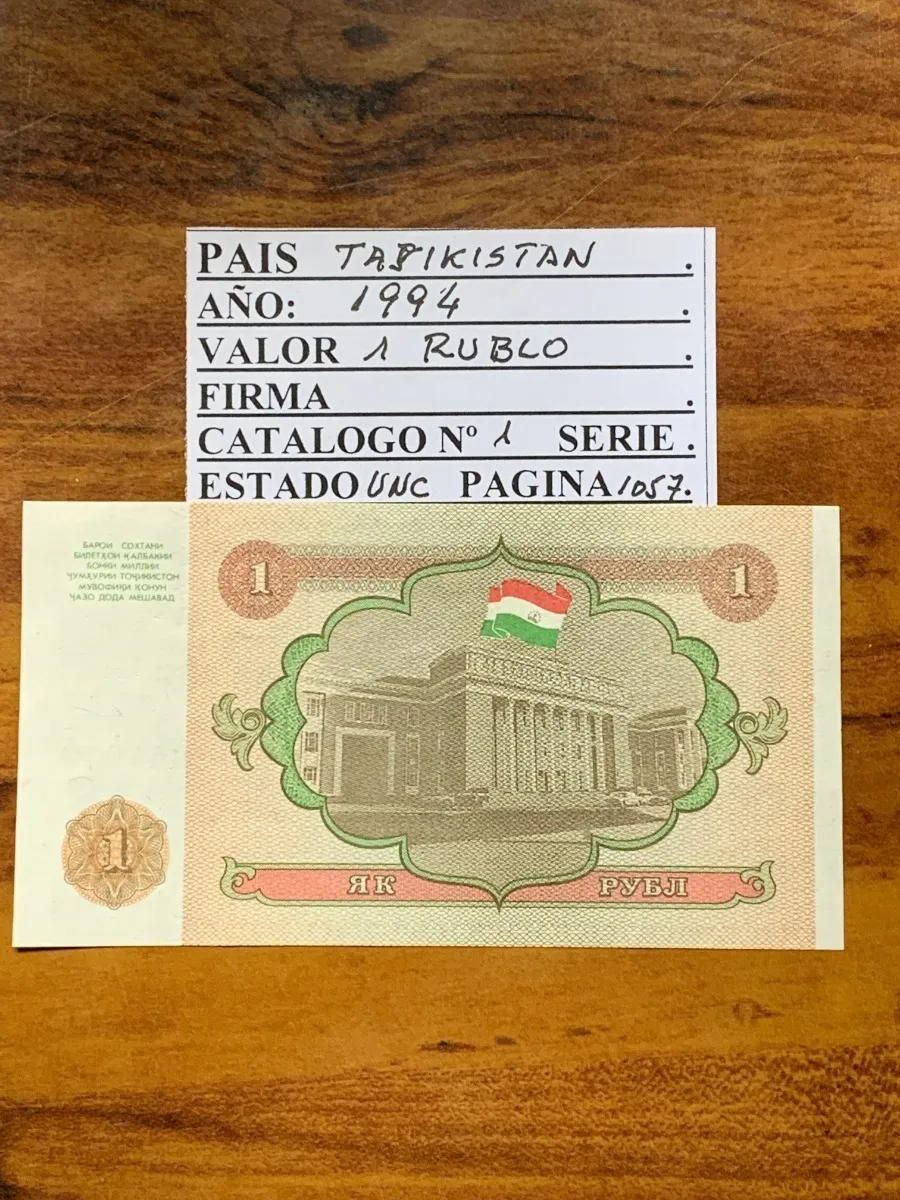 PAIS TAJIKISTAN .
AÑO: 1994 .
VALOR 1 RUBLO .
FIRMA .
CATALOGO Nº 1 SERIE .
ESTADO UNC PAGINA 1057.
БАРОИ СОХТАНИ
БИЛЕТҲОИ ҚАЛБАКИИ
БОНКИ МИЛЛИИ
ҶУМҲУРИИ ТОҶИКИСТОН
МУВОФИҚИ ҚОНУН
ҶАЗО ДОДА МЕШАВАД
1 1
1
ЯК РУБЛ